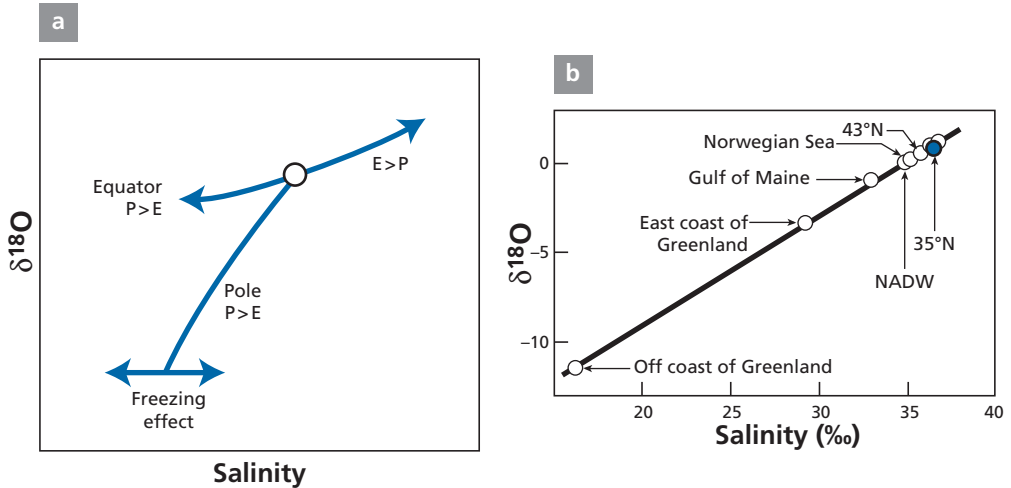 a
δ18O
Equator
P>E
E>P
Pole
P>E
Freezing
effect
Salinity
b
δ18O
0
–5
–10
Norwegian Sea
43°N
Gulf of Maine
East coast of
Greenland
35°N
NADW
Off coast of Greenland
20
25
30
35
40
Salinity (‰)